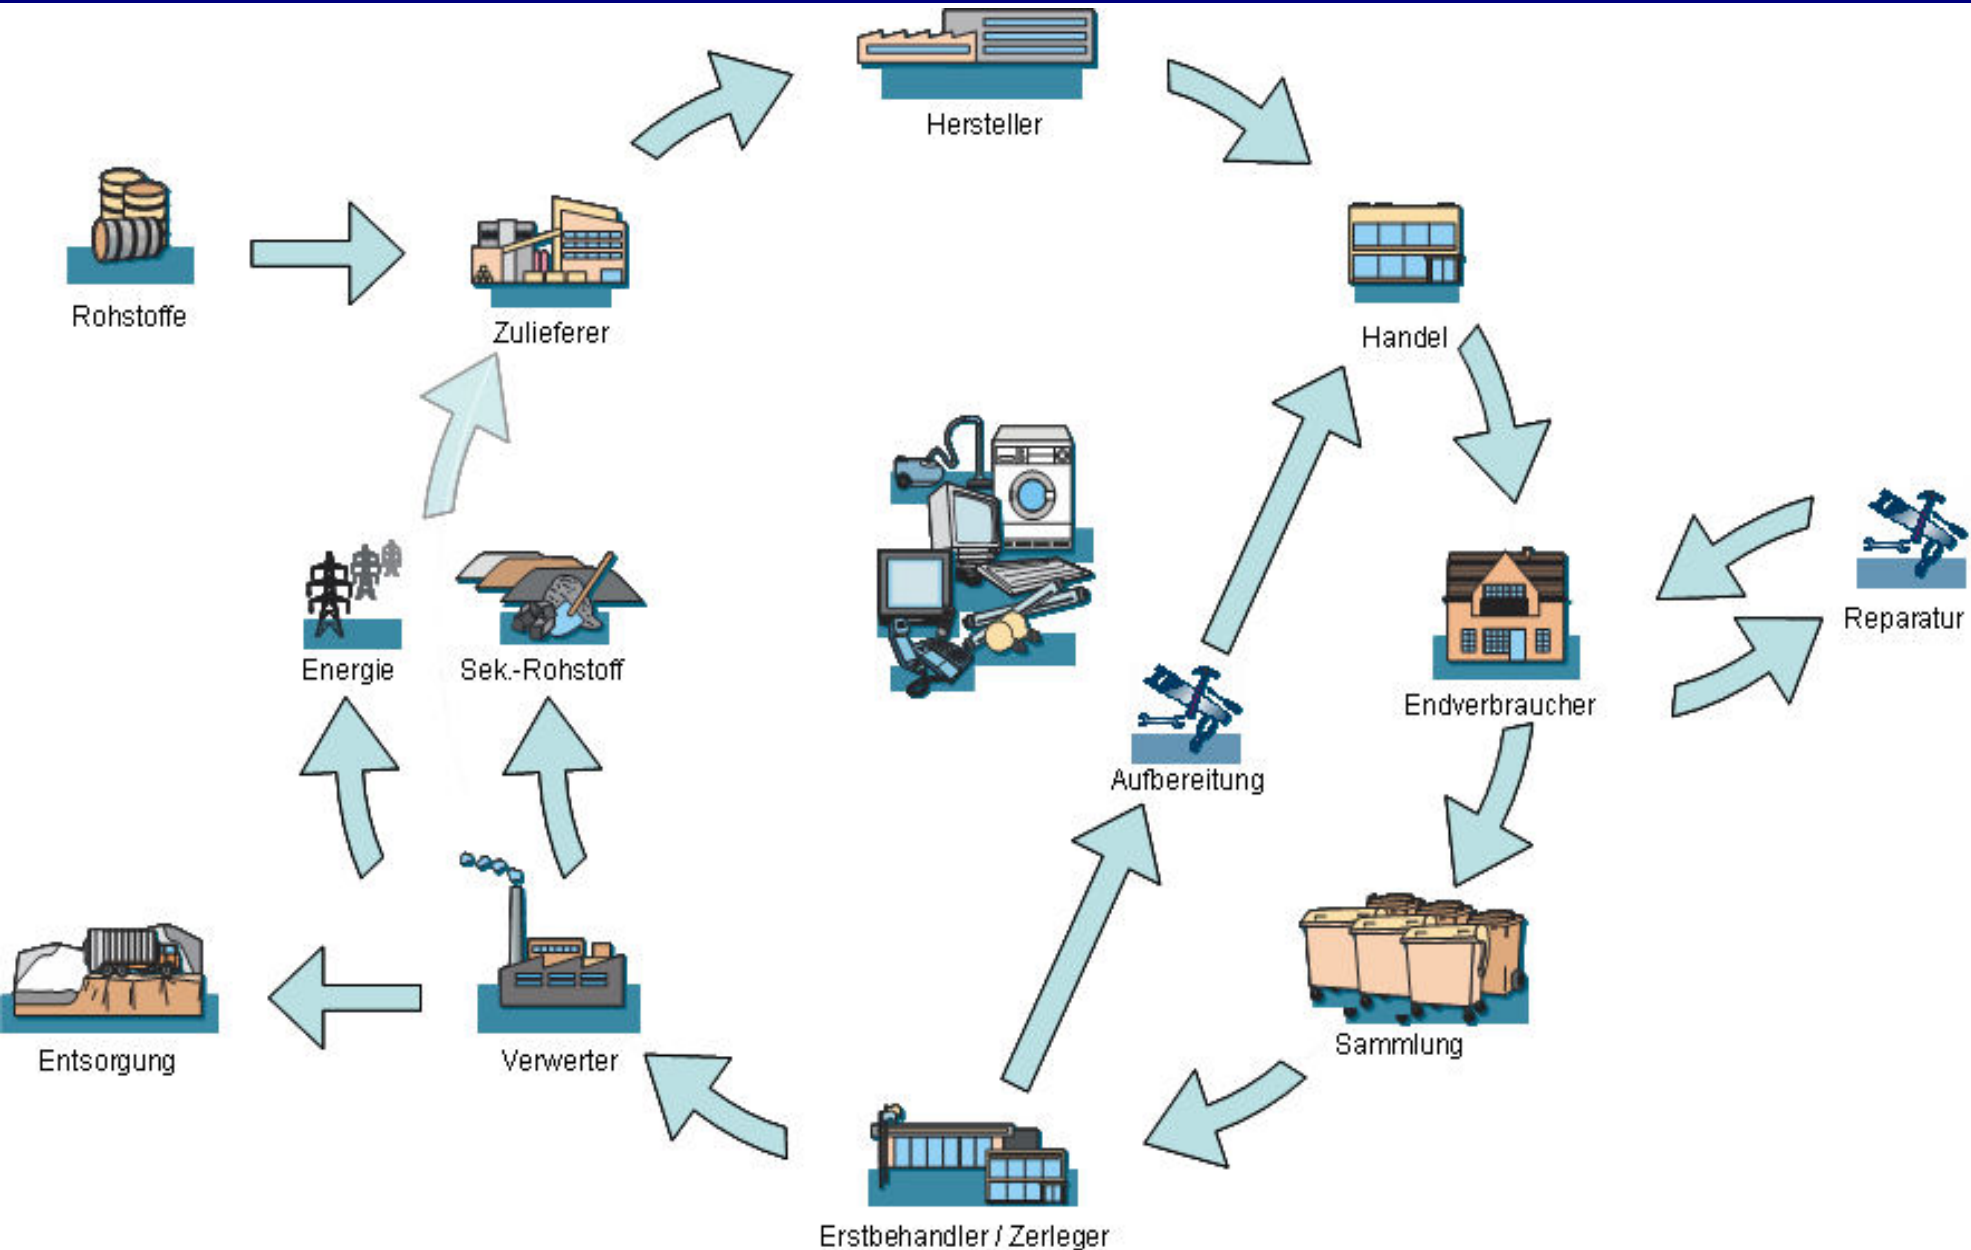 Hersteller
Rohstoffe
Zulieferer
Handel
Reparatur
Energie
Sek.-Rohstoff
Endverbraucher
Aufbereitung
Sammlung
Entsorgung
Verwerter
Erstbehandler / Zerleger